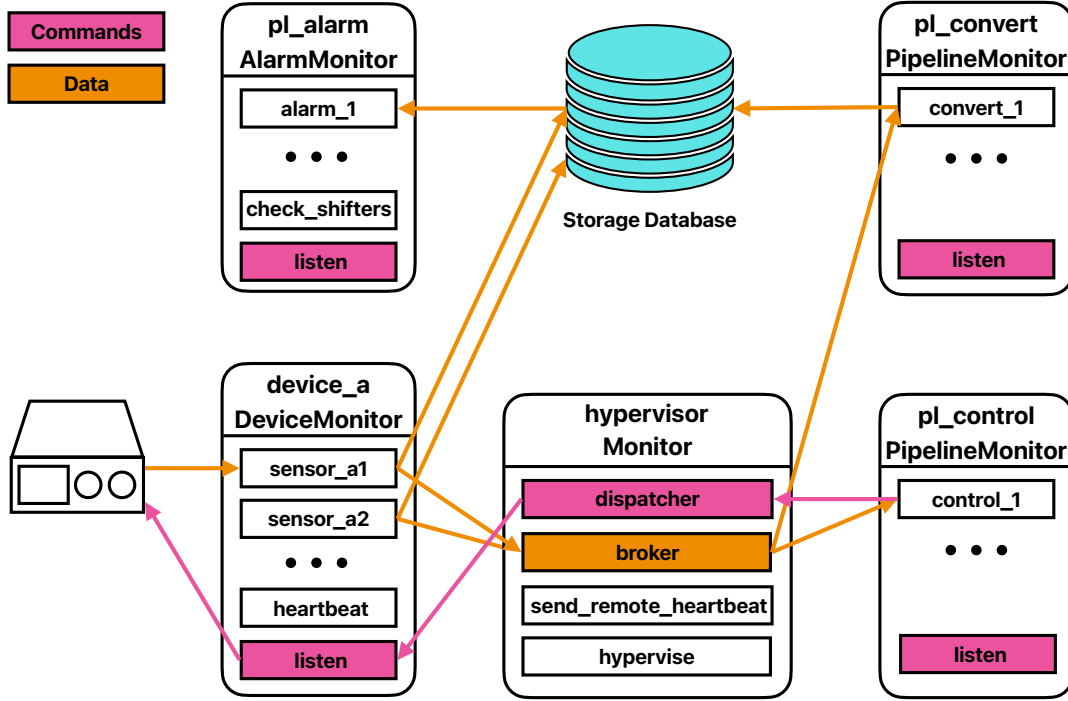 Commands
Data
pl_alarm
AlarmMonitor
alarm_1
• • •
check_shifters
listen
Storage Database
pl_convert
PipelineMonitor
convert_1
• • •
listen
device_a
DeviceMonitor
sensor_a1
sensor_a2
• • •
heartbeat
listen
hypervisor
Monitor
dispatcher
broker
send_remote_heartbeat
hypervise
pl_control
PipelineMonitor
control_1
• • •
listen